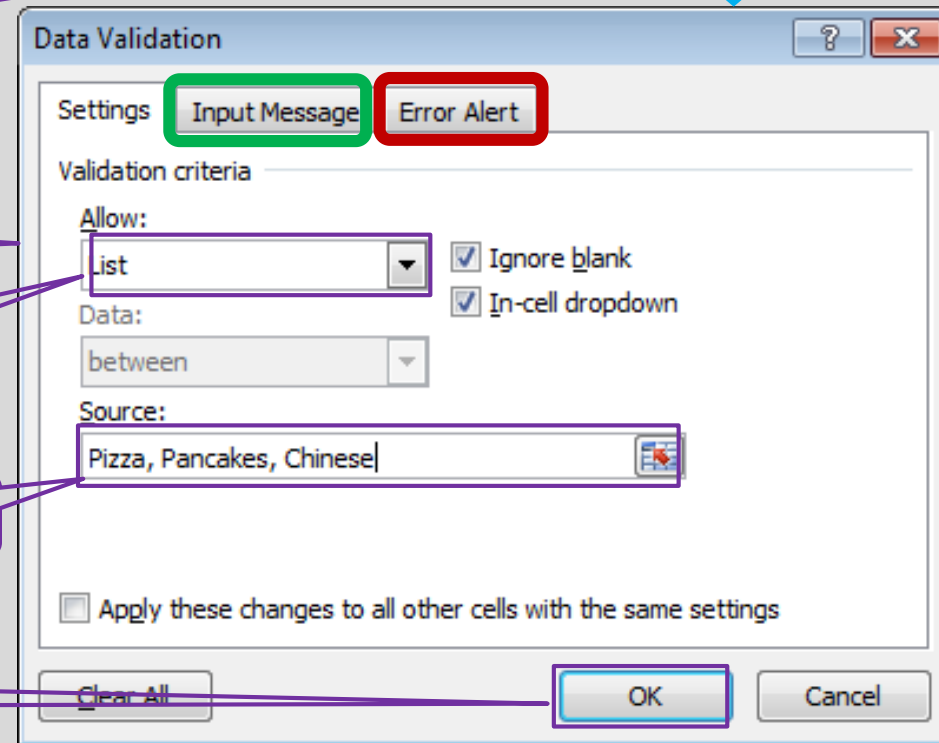 Data Validation
Settings Input Message Error Alert
Validation criteria
Allow:
List
Ignore blank
In-cell dropdown
Data:
between
Source:
Pizza, Pancakes, Chinese
Apply these changes to all other cells with the same settings
Clear All OK Cancel